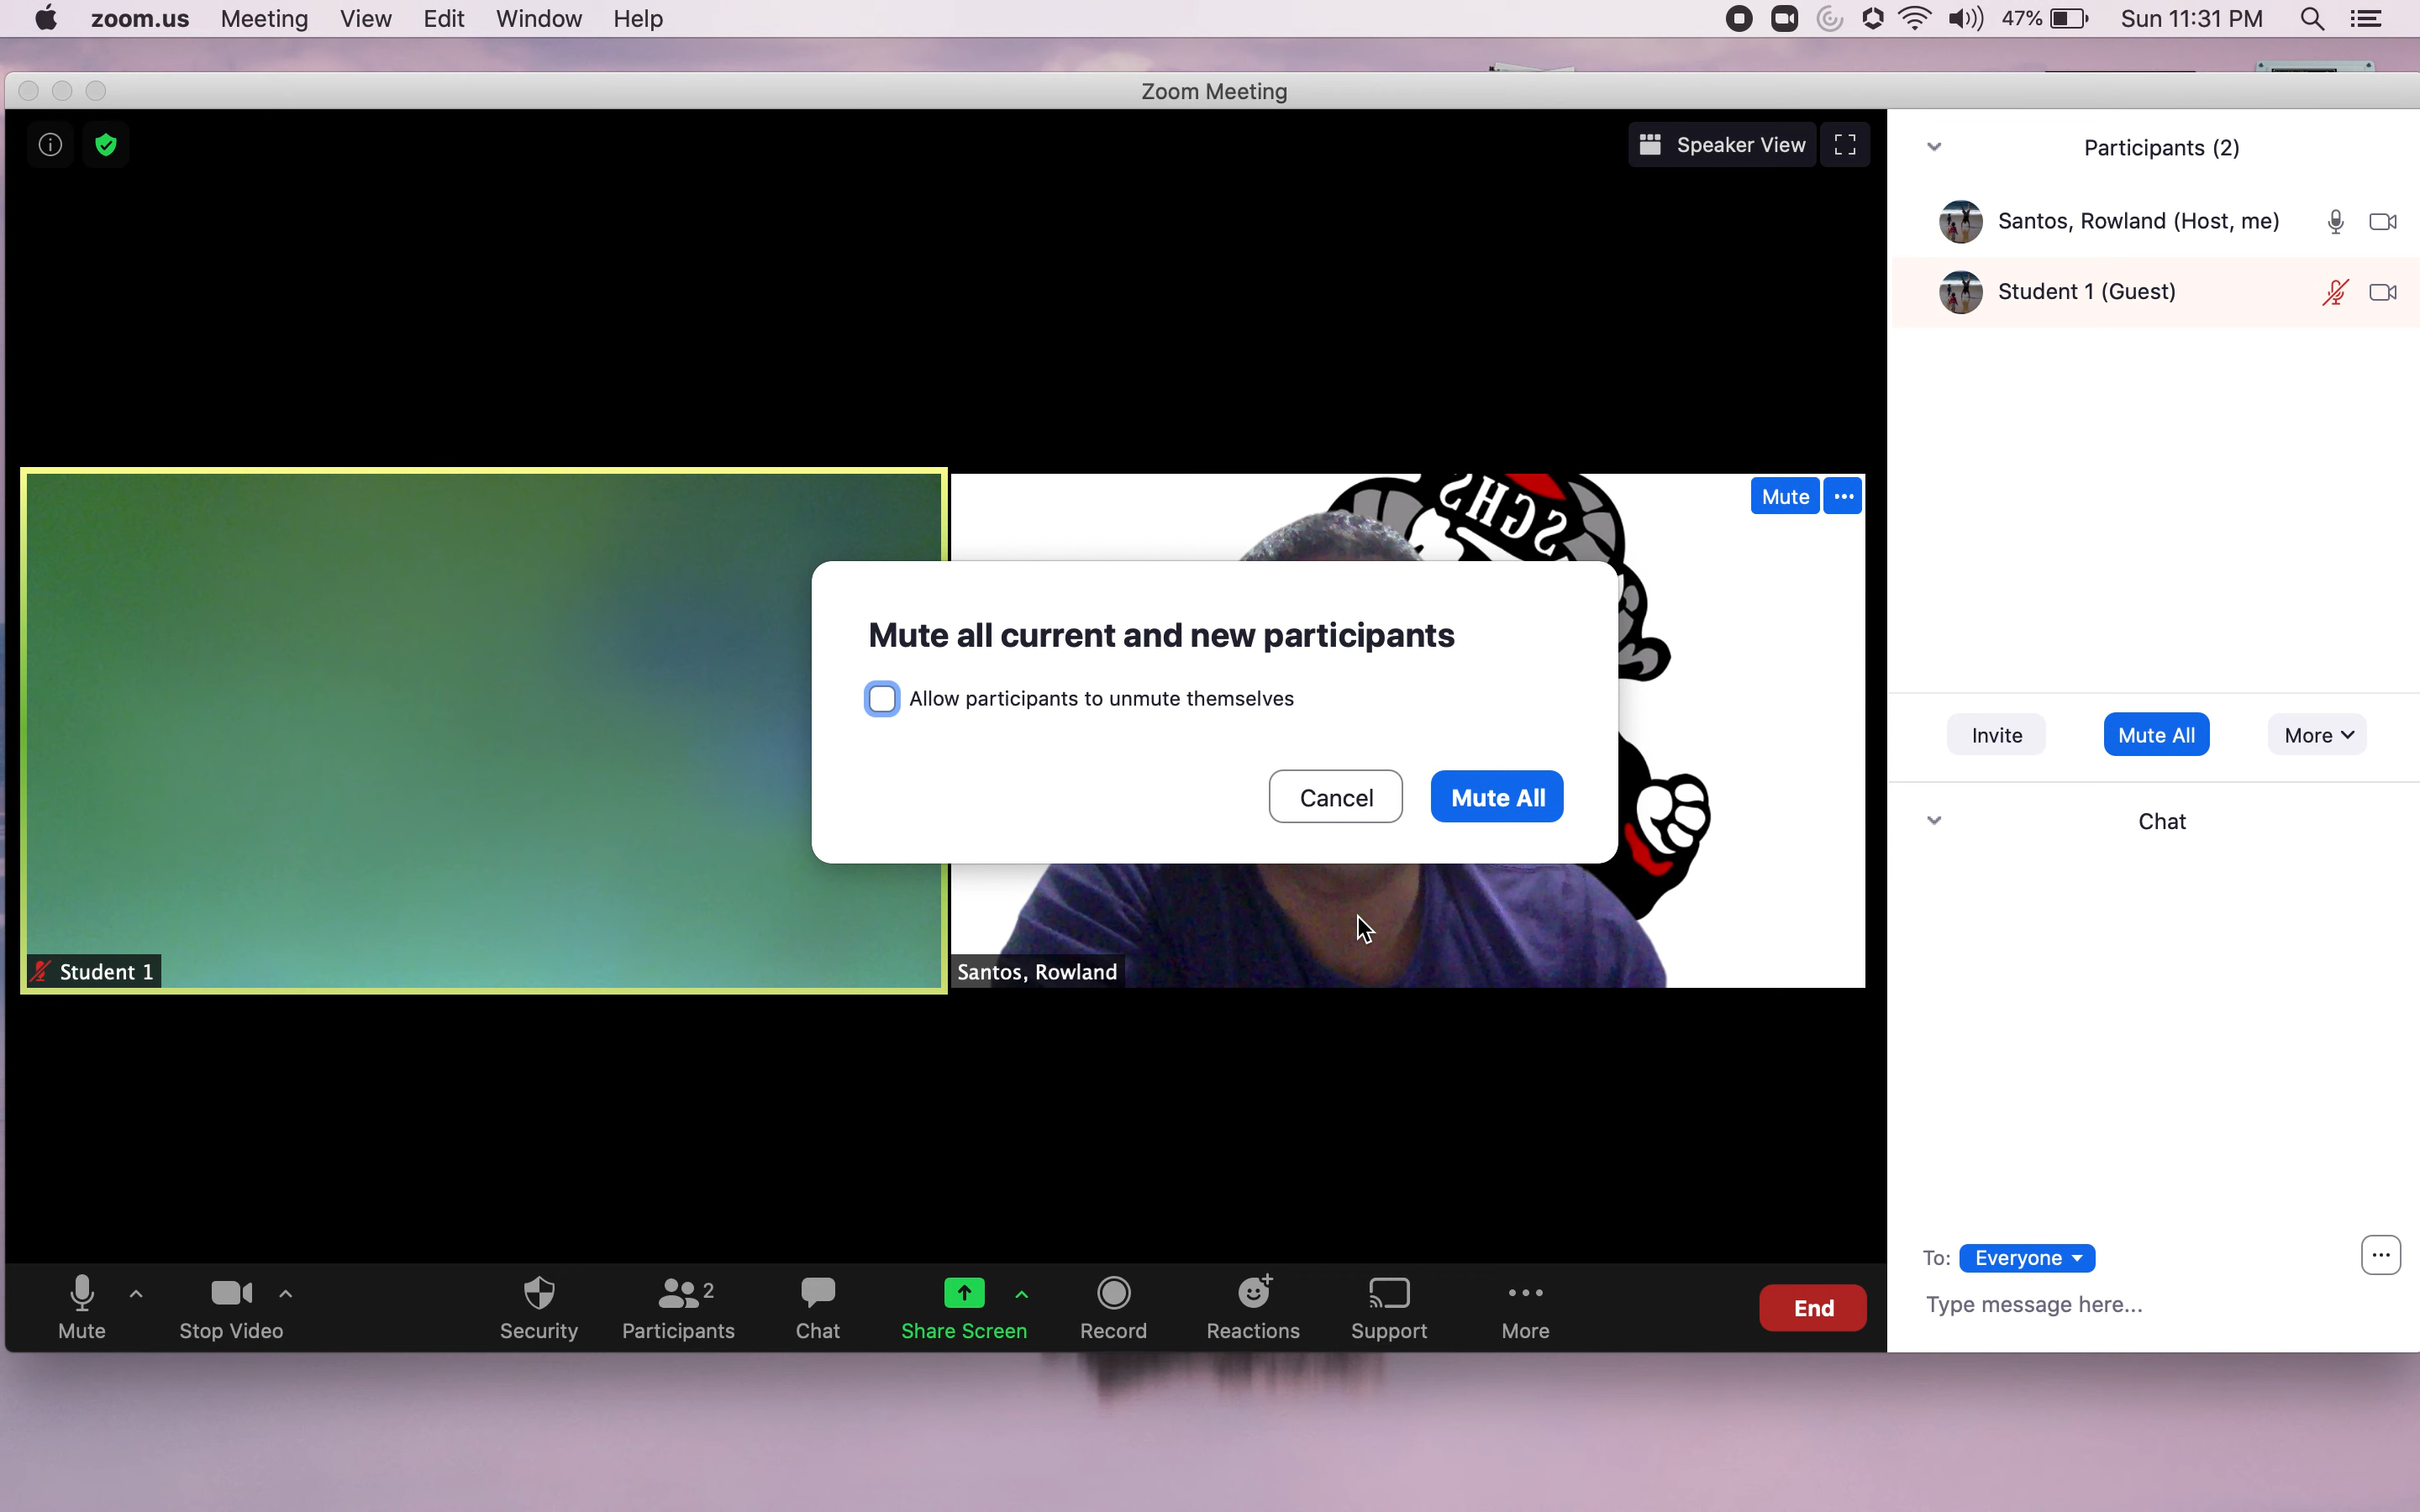 zoom.us Meeting View Edit Window Help 47% Sun 11:31 PM
Zoom Meeting
Speaker View
Participants (2)
Santos, Rowland (Host, me)
Student 1 (Guest)
SGHS
Mute ...
Mute all current and new participants
Allow participants to unmute themselves
Cancel Mute All
Student 1
Santos, Rowland
Invite Mute All More
Chat
To: Everyone
Type message here...
Mute
Stop Video
Security
2
Participants
Chat
Share Screen
Record
Reactions
Support
More
End